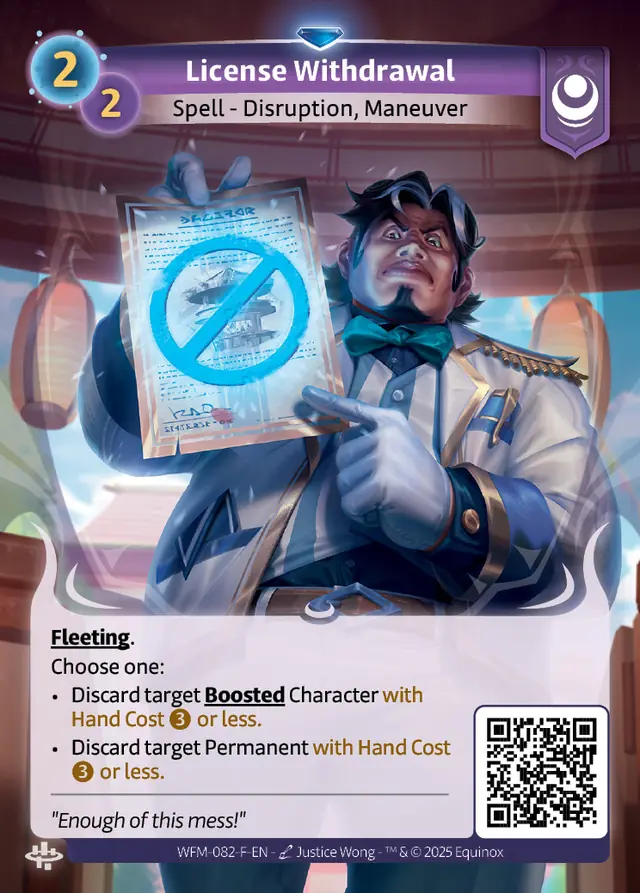 2
License Withdrawal
2
Spell - Disruption, Maneuver
Fleeting.
Choose one:
• Discard target Boosted Character with
Hand Cost 3 or less.
• Discard target Permanent with Hand Cost
3 or less.
"Enough of this mess!"
WFM-082-F-EN - Justice Wong - ™ & © 2025 Equinox